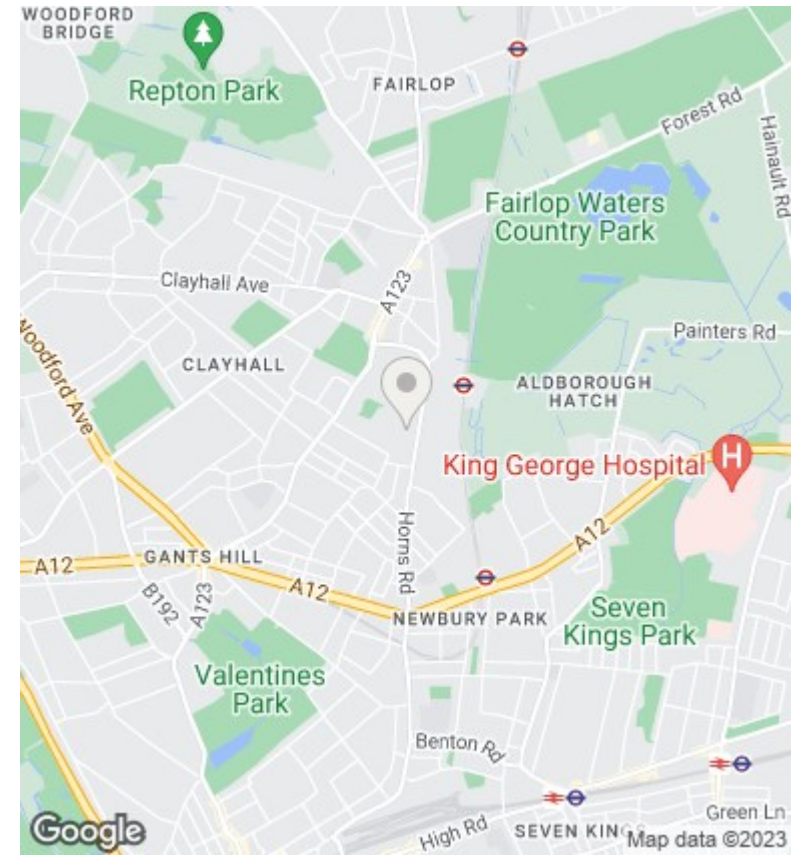 WOODFORD
BRIDGE
Repton Park
FAIRLOP
Forest Rd
Hainault Rd
Fairlop Waters
Country Park
Clayhall Ave
A123
Painters Rd
Woodford Ave
CLAYHALL
ALDBOROUGH
HATCH
King George Hospital
H
Horns Rd
A12
GANTS HILL
A12
A12
B192
A123
NEWBURY PARK
Seven
Kings Park
Valentines
Park
Benton Rd
High Rd
SEVEN KINGS
Green Ln
Google
Map data ©2023